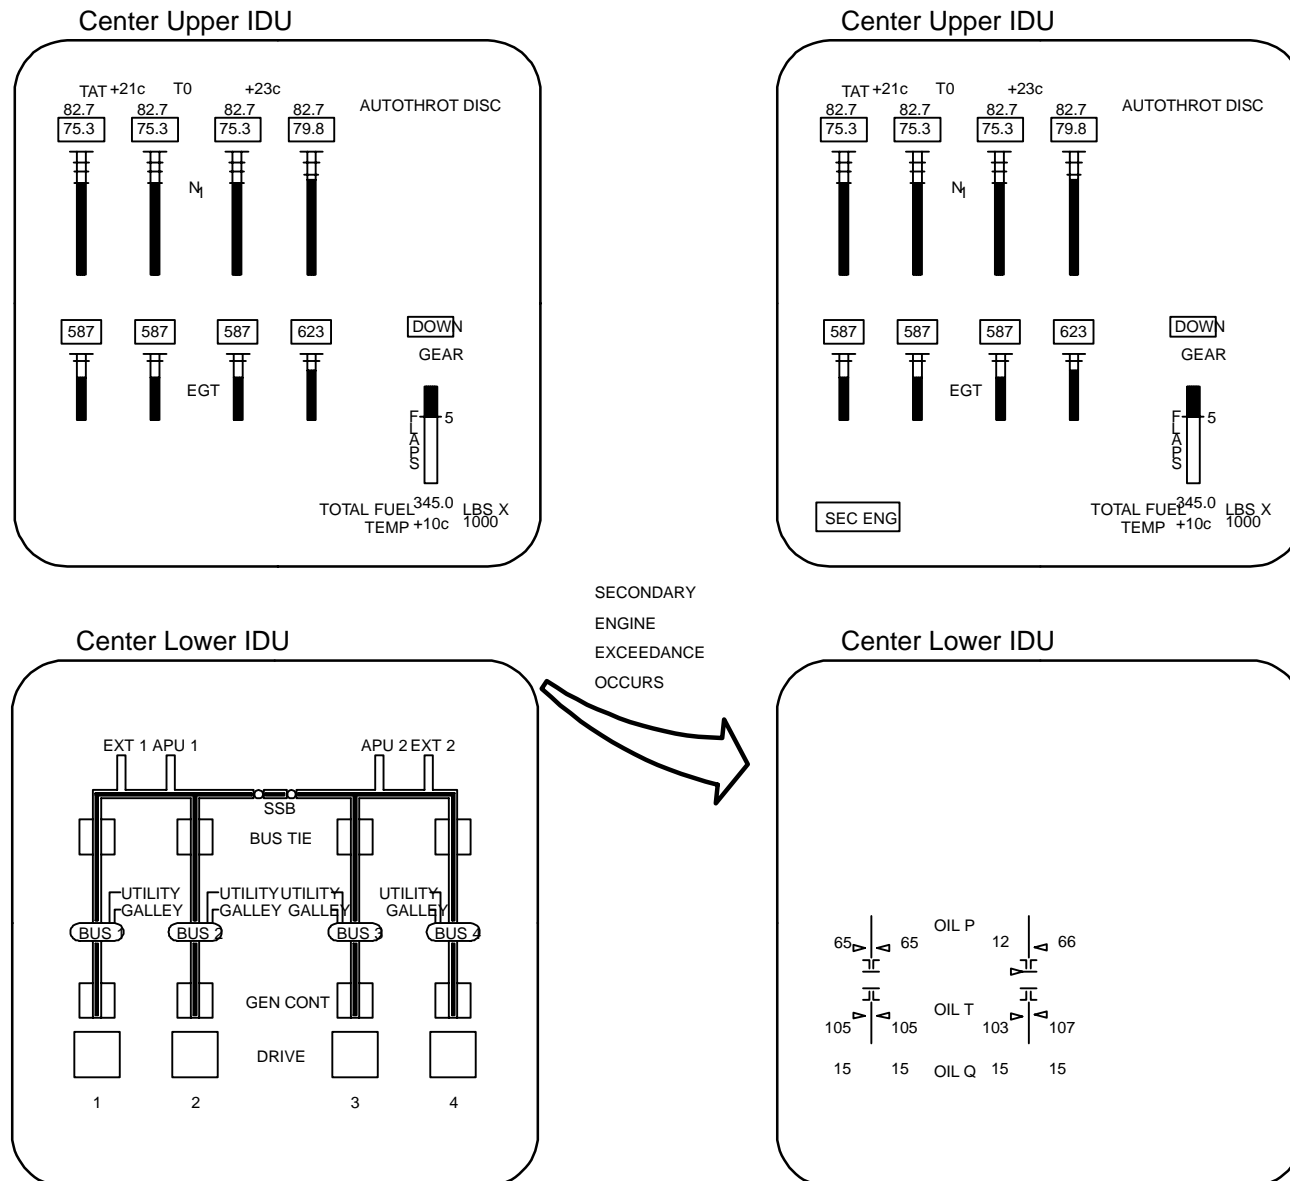 Center Upper IDU
TAT +21c T0 +23c
82.7 82.7 82.7 82.7
AUTOTHROT DISC
75.3 75.3 75.3 79.8
N1
587 587 587 623
DOWN
GEAR
EGT
FLAPS
5
TOTAL FUEL 345.0 LBS X
TEMP +10c 1000
Center Upper IDU
TAT +21c T0 +23c
82.7 82.7 82.7 82.7
AUTOTHROT DISC
75.3 75.3 75.3 79.8
N1
587 587 587 623
DOWN
GEAR
EGT
FLAPS
5
TOTAL FUEL 345.0 LBS X
TEMP +10c 1000
SEC ENG
SECONDARY
ENGINE
EXCEEDANCE
OCCURS
Center Lower IDU
EXT 1 APU 1 APU 2 EXT 2
SSB
BUS TIE
UTILITY UTILITY UTILITY UTILITY
GALLEY GALLEY GALLEY GALLEY
BUS 1 BUS 2 BUS 3 BUS 4
GEN CONT
DRIVE
1 2 3 4
Center Lower IDU
OIL P
65 65 12 66
OIL T
105 105 103 107
15 15 OIL Q 15 15